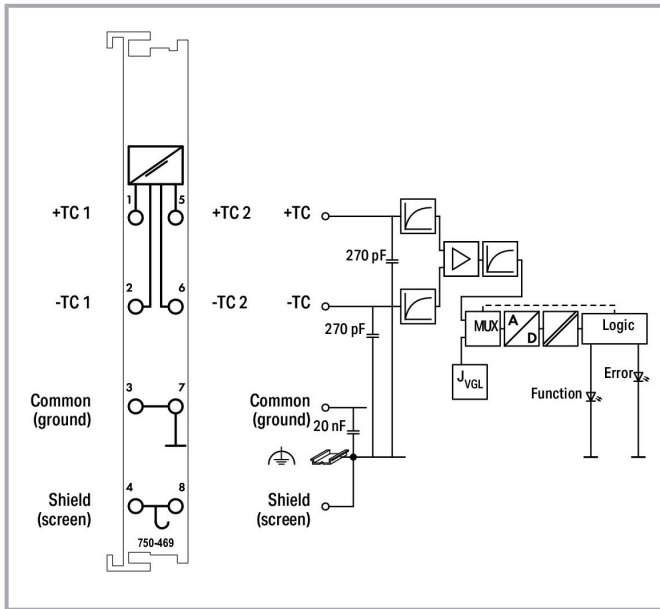 1
5
+TC 1
+TC 2
+TC
270 pF
2
6
-TC 1
-TC 2
-TC
270 pF
MUX
A
D
Logic
J VGL
Function
Error
3
7
Common
(ground)
Common
(ground)
20 nF
4
8
Shield
(screen)
Shield
(screen)
750-469